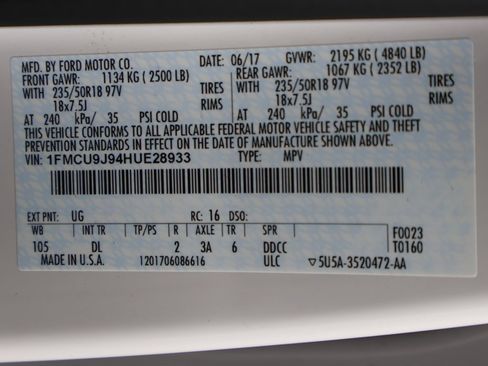 MFD. BY FORD MOTOR CO. DATE: 06/17 GVWR: 2195 KG ( 4840 LB)
FRONT GAWR: 1134 KG ( 2500 LB) REAR GAWR: 1067 KG ( 2352 LB)
WITH 235/50R18 97V TIRES WITH 235/50R18 97V TIRES
18x7.5J RIMS 18x7.5J RIMS
AT 240 kPa/ 35 PSI COLD AT 240 kPa/ 35 PSI COLD
THIS VEHICLE CONFORMS TO ALL APPLICABLE FEDERAL MOTOR VEHICLE SAFETY AND THEFT
PREVENTION STANDARDS IN EFFECT ON THE DATE OF MANUFACTURE SHOWN ABOVE.
VIN: 1FMCU9J94HUE28933 TYPE: MPV
EXT PNT: UG RC: 16 DSO:
WB INT TR TP/PS R AXLE TR SPR F0023
105 DL 2 3A 6 DDCC T0160
MADE IN U.S.A. 1201706086616 ULC ▽5U5A-3520472-AA